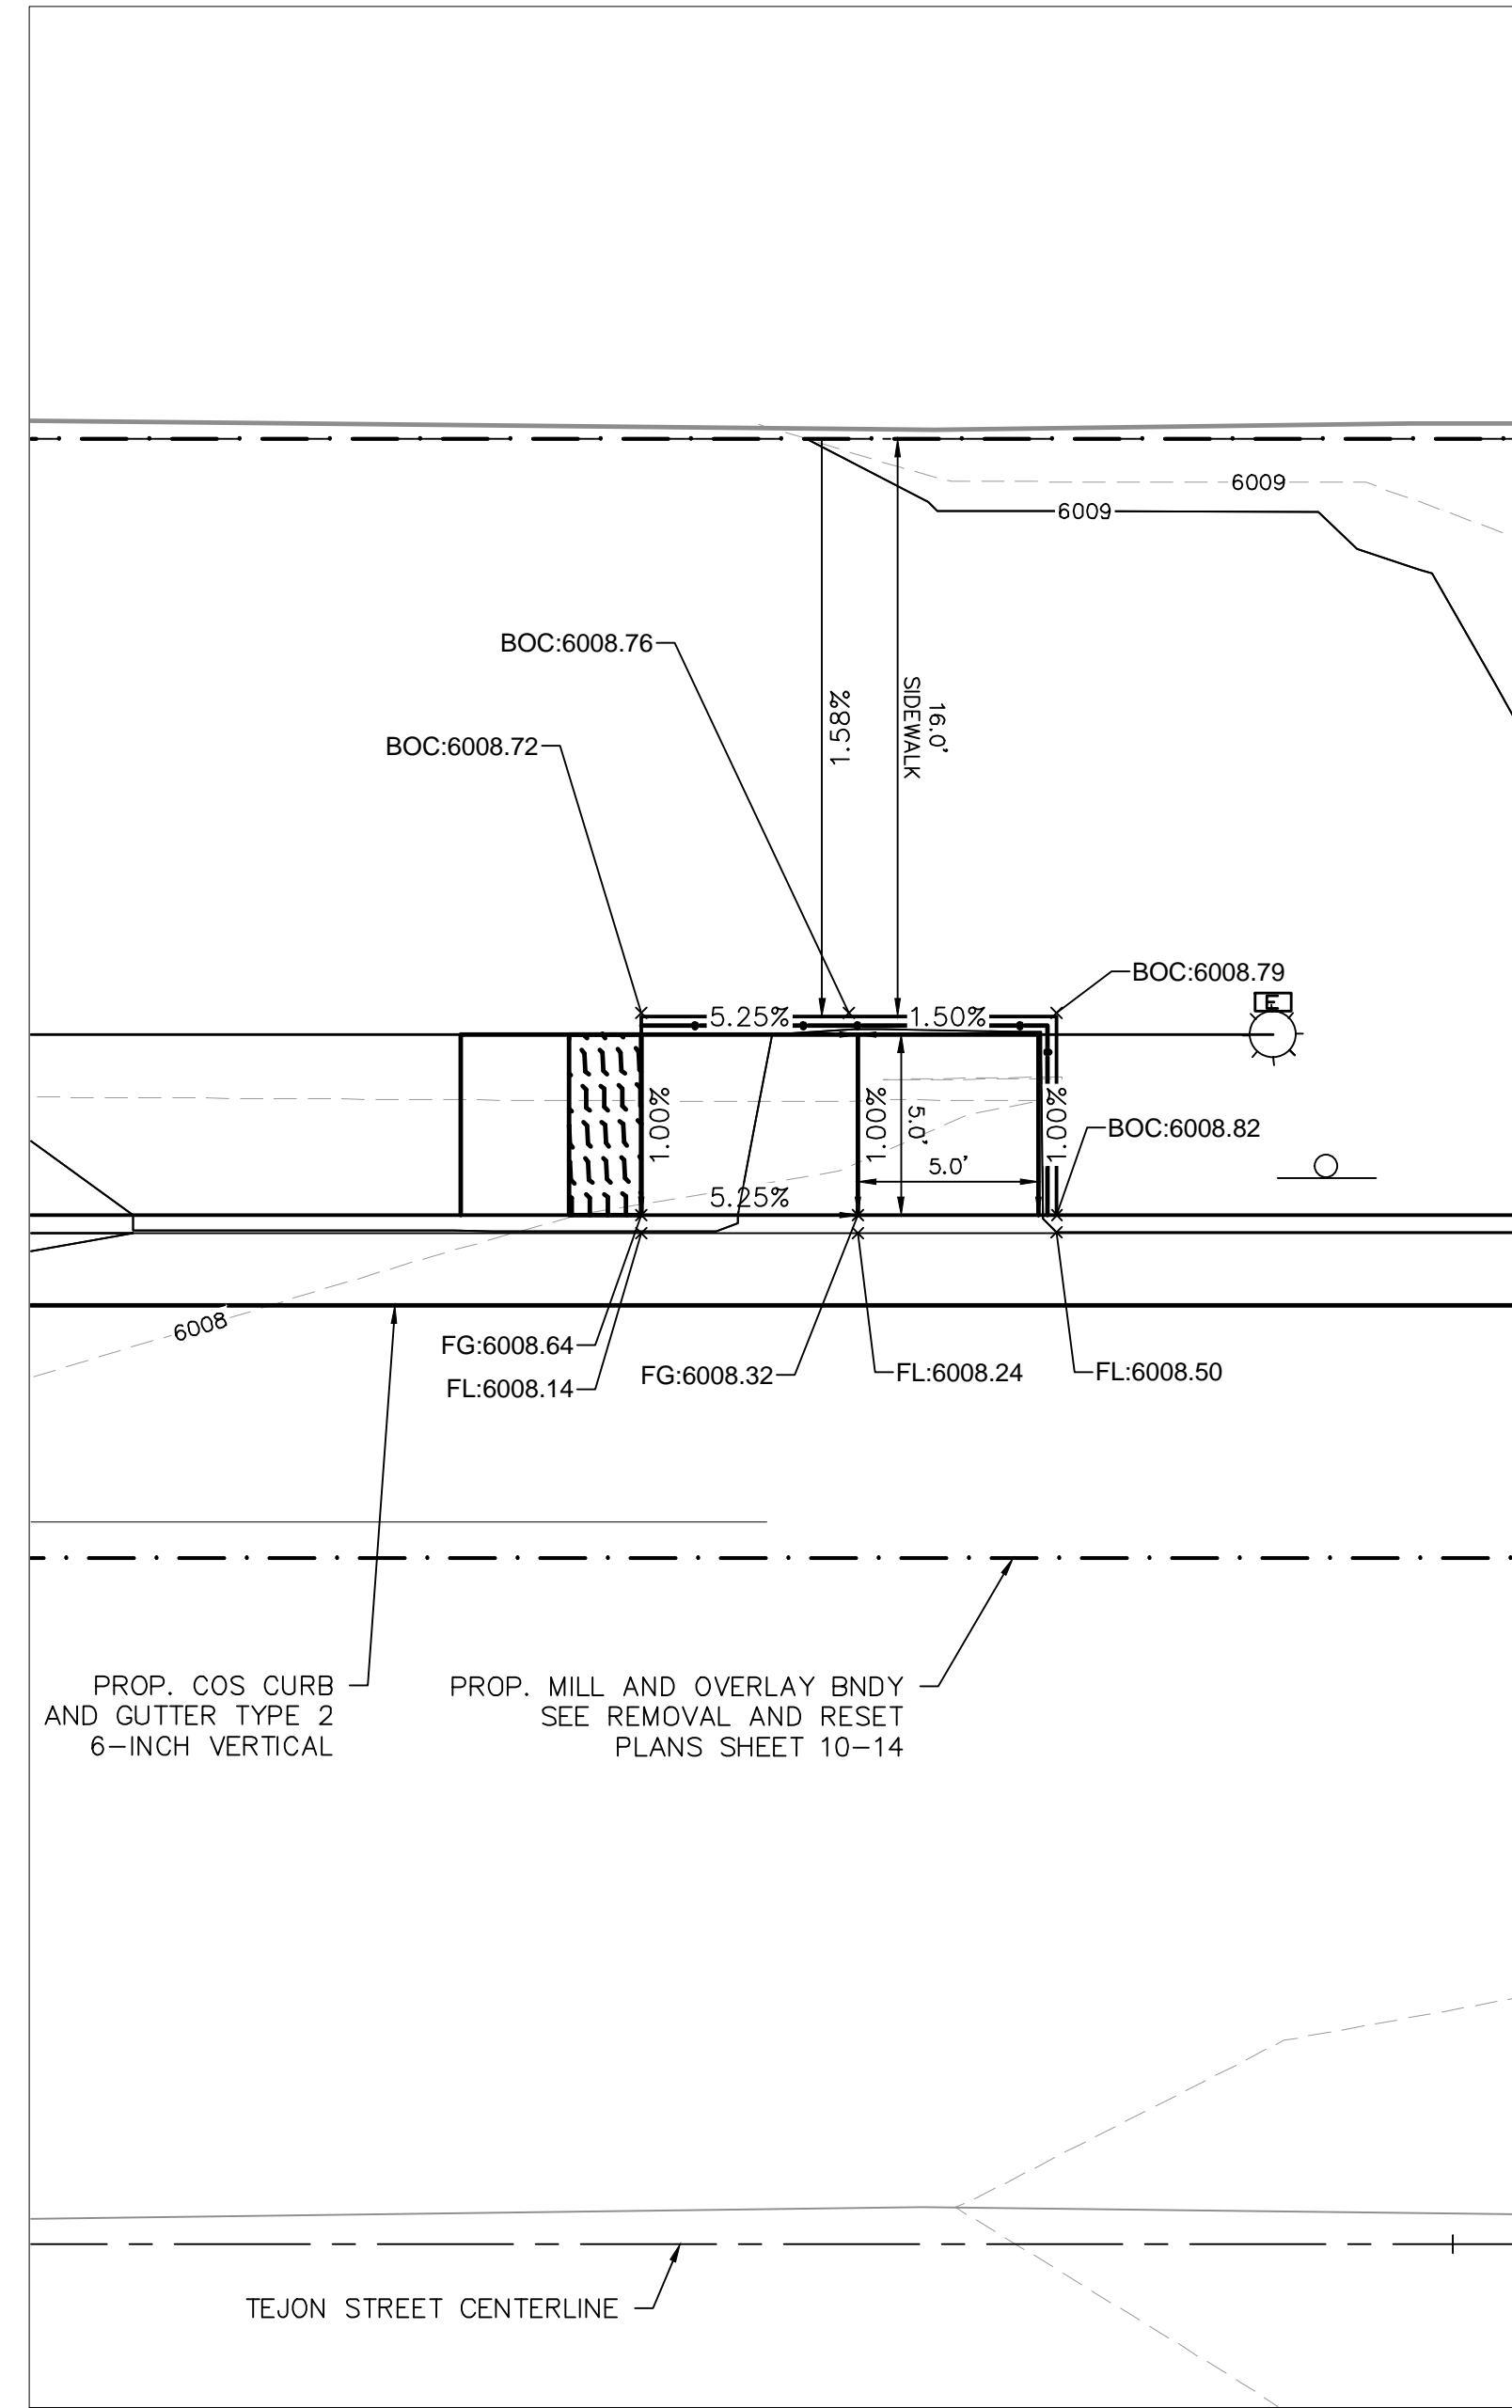 6009
6009
BOC:6008.76
16.0'
SIDEWALK
1.58%
BOC:6008.72
BOC:6008.79
E
5.25%
1.50%
1.00%
1.00%
5.0'
1.00%
BOC:6008.82
5.0'
5.25%
6008
FG:6008.64
FL:6008.14
FG:6008.32
FL:6008.24
FL:6008.50
PROP. COS CURB
AND GUTTER TYPE 2
6-INCH VERTICAL
PROP. MILL AND OVERLAY BNDY
SEE REMOVAL AND RESET
PLANS SHEET 10-14
TEJON STREET CENTERLINE